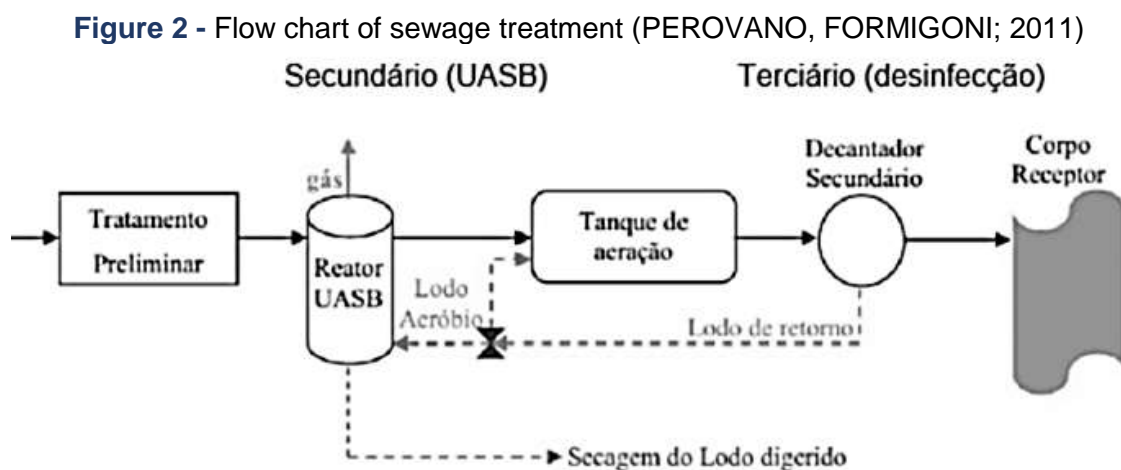 Figure 2 - Flow chart of sewage treatment (PEROVANO, FORMIGONI; 2011)
Secundário (UASB)
Terciário (desinfecção)
Tratamento
Preliminar
gás
Reator
UASB
Lodo
Aeróbio
Tanque de
aeração
Decantador
Secundário
Corpo
Receptor
Lodo de retorno
Secagem do Lodo digerido